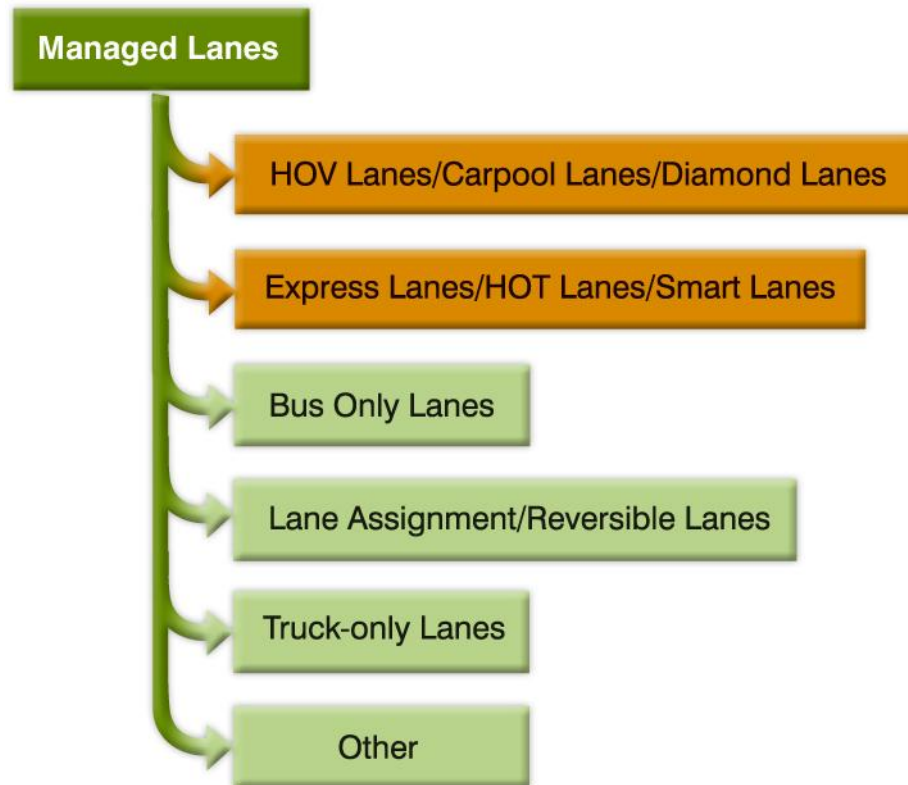 Managed Lanes
HOV Lanes/Carpool Lanes/Diamond Lanes
Express Lanes/HOT Lanes/Smart Lanes
Bus Only Lanes
Lane Assignment/Reversible Lanes
Truck-only Lanes
Other